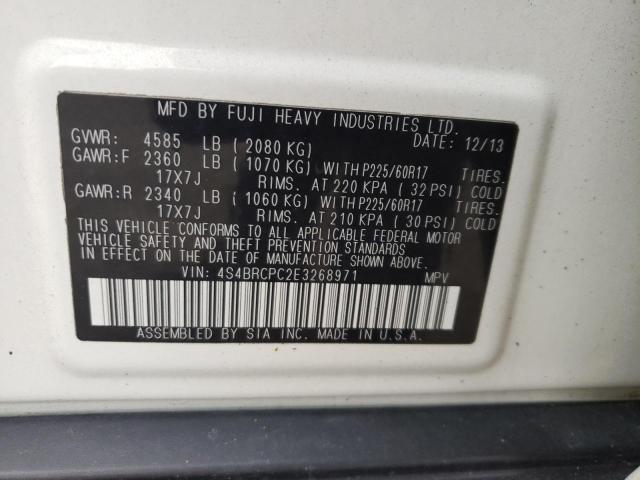 MFD BY FUJI HEAVY INDUSTRIES LTD.
DATE: 12/13
GVWR: 4585 LB (2080 KG)
GAWR:F 2360 LB (1070 KG) WITH P225/60R17 TIRES.
17X7J RIMS. AT 220 KPA (32 PSI) COLD
GAWR:R 2340 LB (1060 KG) WITH P225/60R17 TIRES.
17X7J RIMS. AT 210 KPA (30 PSI) COLD
THIS VEHICLE CONFORMS TO ALL APPLICABLE FEDERAL MOTOR
VEHICLE SAFETY AND THEFT PREVENTION STANDARDS
IN EFFECT ON THE DATE OF MANUFACTURE SHOWN ABOVE.
VIN: 4S4BRCPC2E3268971 MPV
ASSEMBLED BY SIA INC. MADE IN U.S.A.